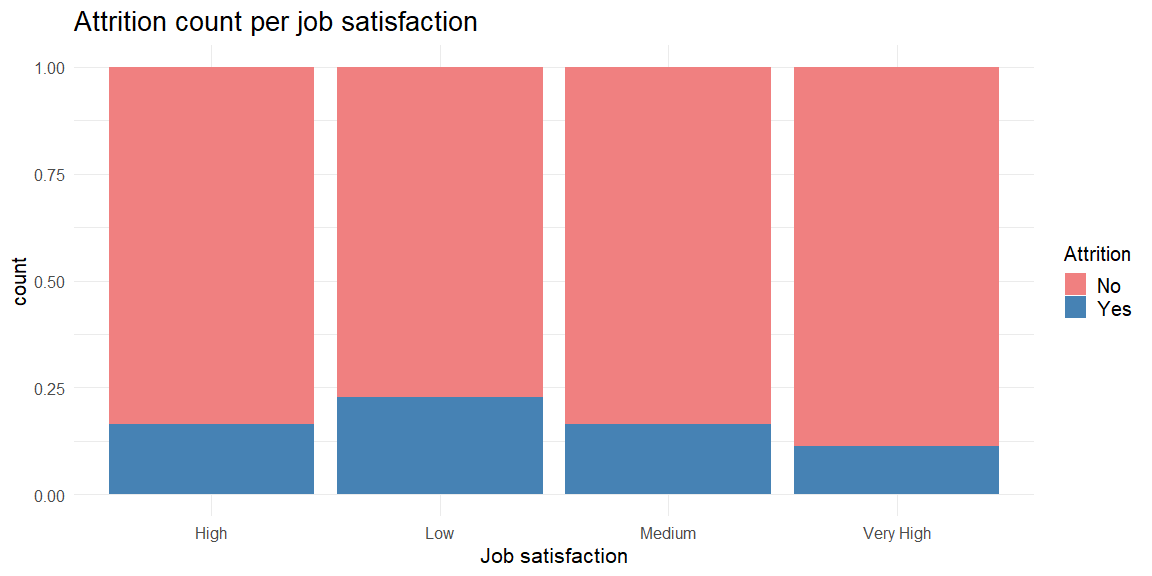 Attrition count per job satisfaction
1.00
0.75
0.50
0.25
0.00
count
High Low Medium Very High
Job satisfaction
Attrition
No
Yes